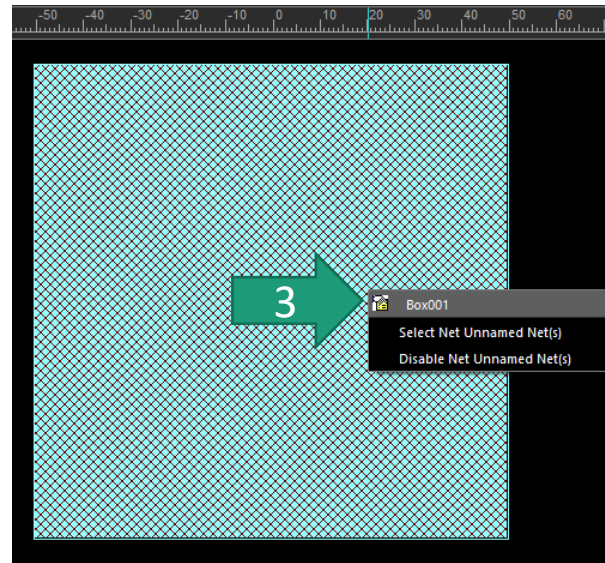 -50 -40 -30 -20 -10 0 10 20 30 40 50 60
3
Box001
Select Net Unnamed Net(s)
Disable Net Unnamed Net(s)